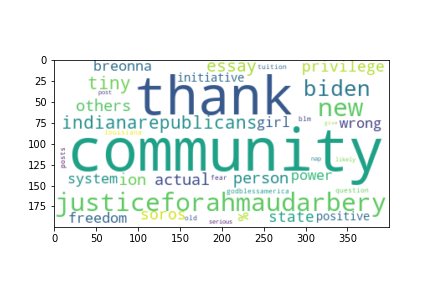 0
25
50
75
100
125
150
175
0 50 100 150 200 250 300 350
breonna essay tuition privilege
tiny initiative
post thank biden
others new
indianarepublicans girl blm give wrong
louisiana
community
posts nap likely
system ion actual fear person power
godblessamerica question
justiceforahmaudarbery
freedom soros old serious state positive